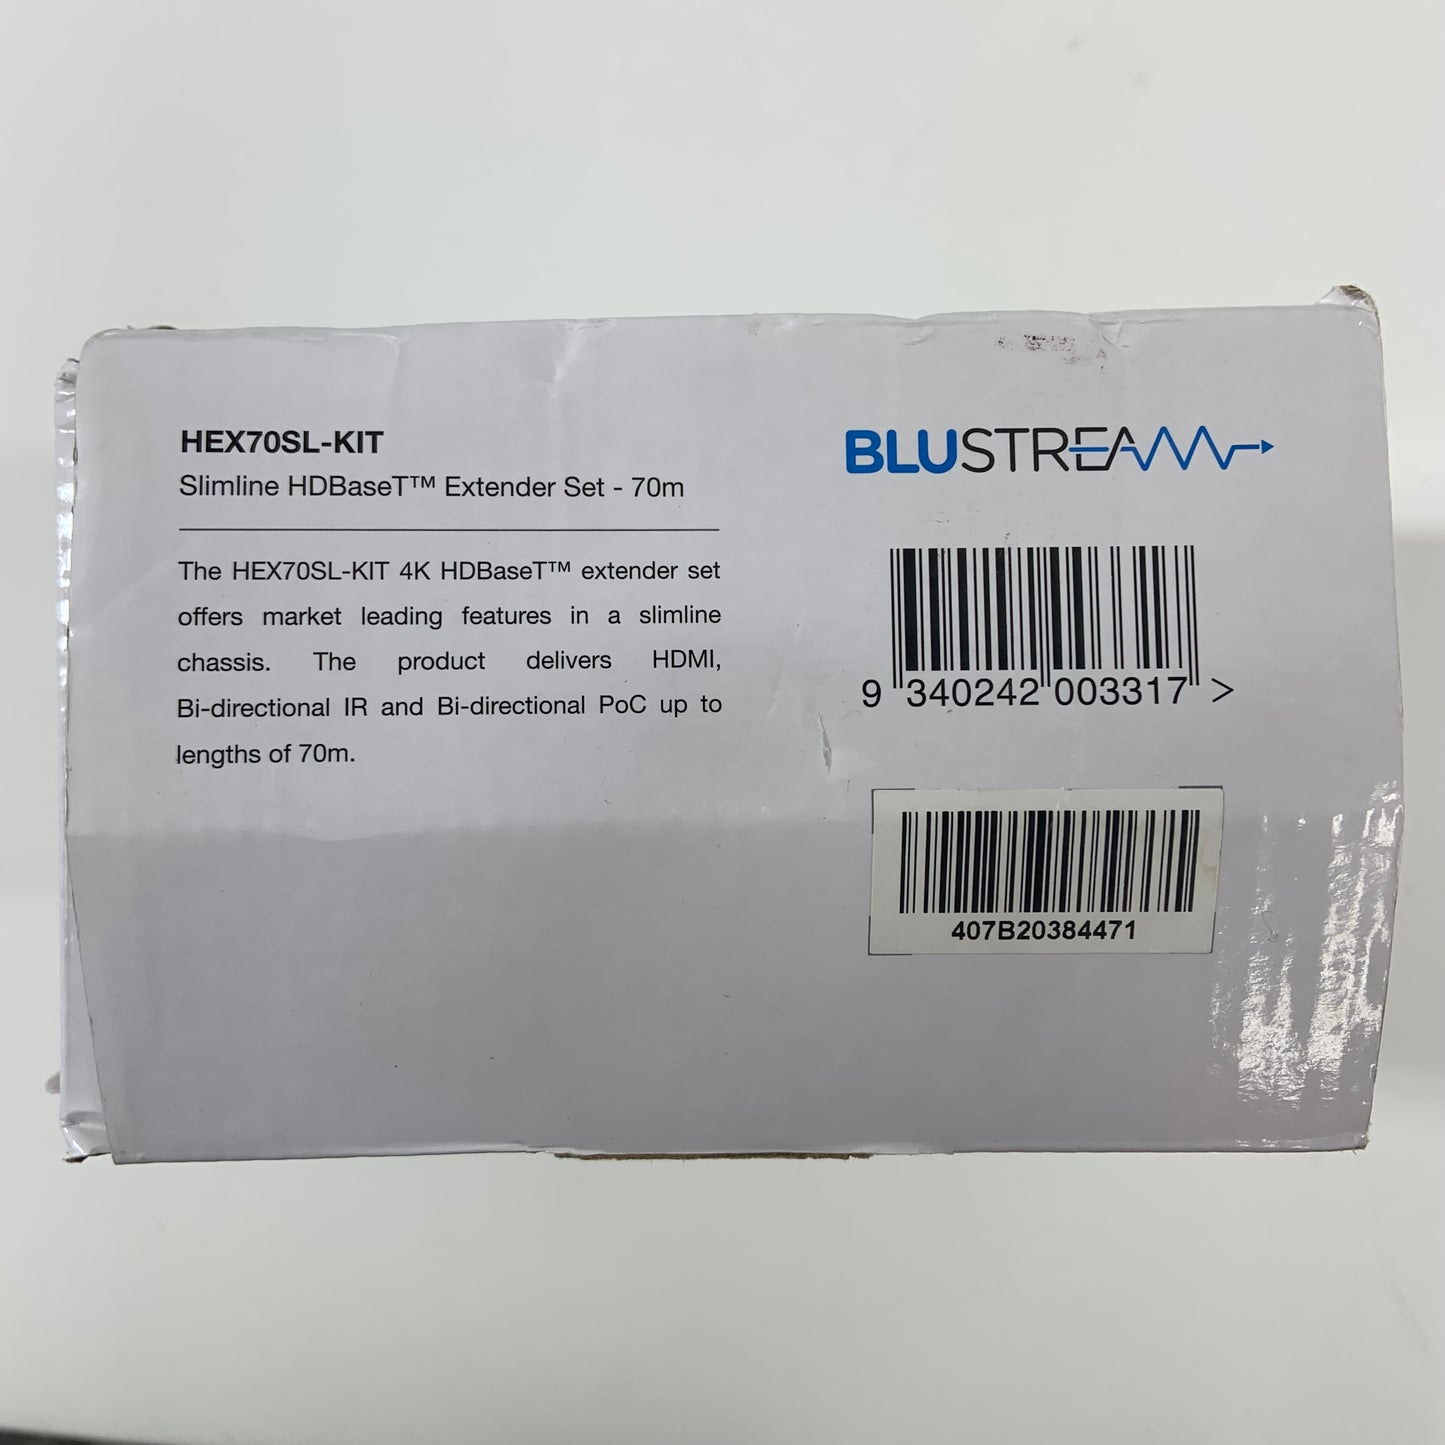 HEX70SL-KIT
Slimline HDBaseT™ Extender Set - 70m
The HEX70SL-KIT 4K HDBaseT™ extender set
offers market leading features in a slimline
chassis. The product delivers HDMI,
Bi-directional IR and Bi-directional PoC up to
lengths of 70m.
BLUSTREAM
9 340242 003317 >
407B20384471